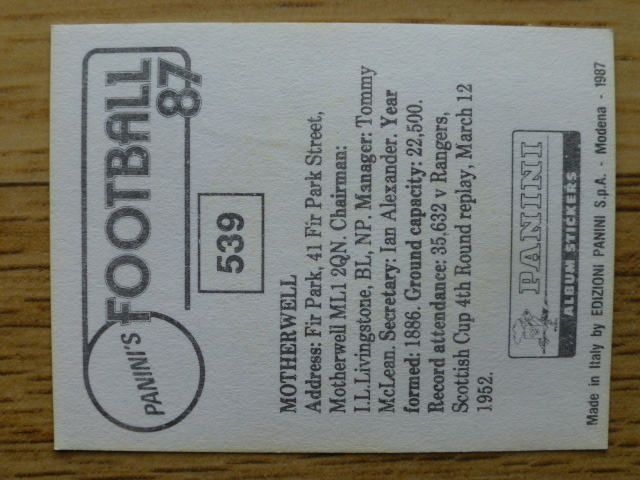 PANINI'S
FOOTBALL
87
539
MOTHERWELL
Address: Fir Park, 41 Fir Park Street,
Motherwell ML1 2QN. Chairman:
I.L.Livingstone, BL, NP. Manager: Tommy
McLean. Secretary: Ian Alexander. Year
formed: 1886. Ground capacity: 22,500.
Record attendance: 35,632 v Rangers,
Scottish Cup 4th Round replay, March 12
1952.
PANINI
ALBUM STICKERS
Made in Italy by EDIZIONI PANINI S.p.A. - Modena - 1987